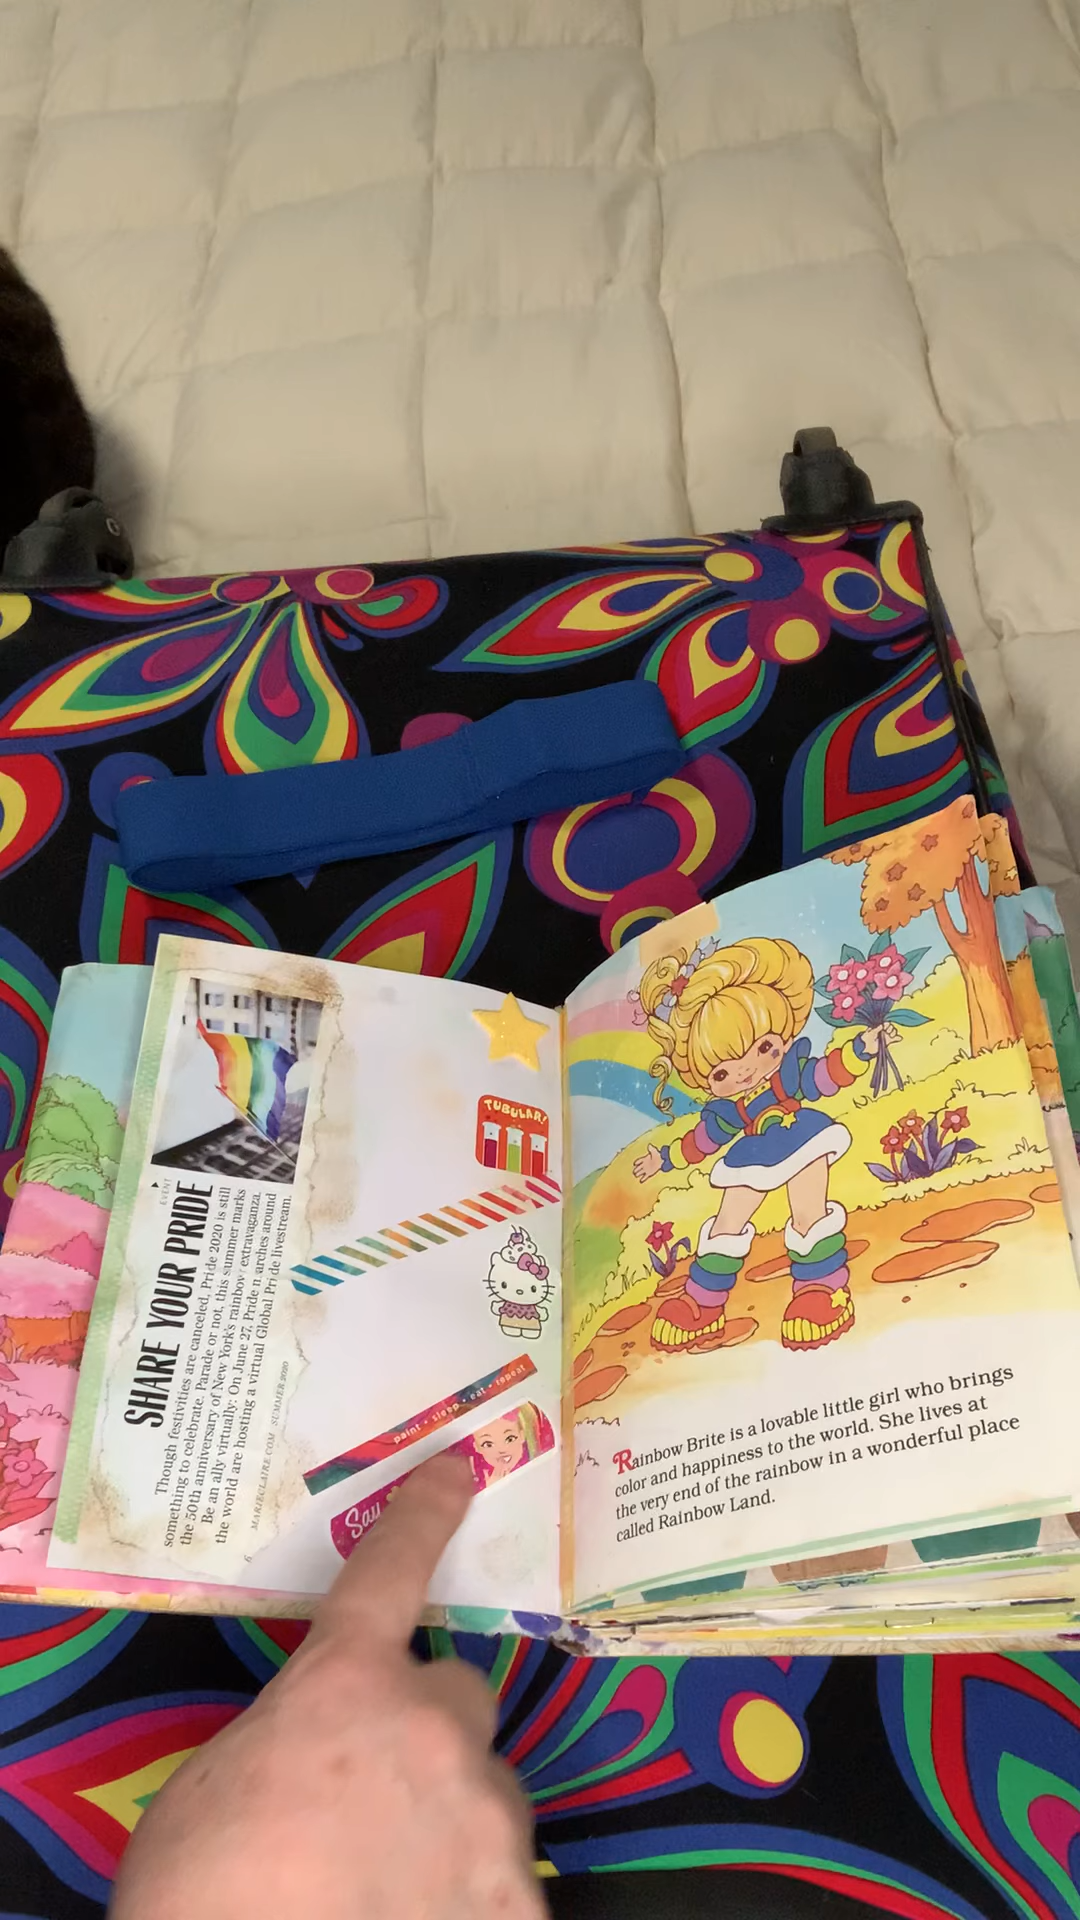 EVENT
SHARE YOUR PRIDE
Though festivities are canceled, Pride 2020 is still
something to celebrate. Parade or not, this summer marks
the 50th anniversary of New York's rainbow extravaganza.
Be an ally virtually: On June 27, Pride marches around
the world are hosting a virtual Global Pride livestream.
6 MARIECLAIRE.COM SUMMER 2020
TUBULAR!
paint • sleep • eat • repeat
Say
Rainbow Brite is a lovable little girl who brings
color and happiness to the world. She lives at
the very end of the rainbow in a wonderful place
called Rainbow Land.